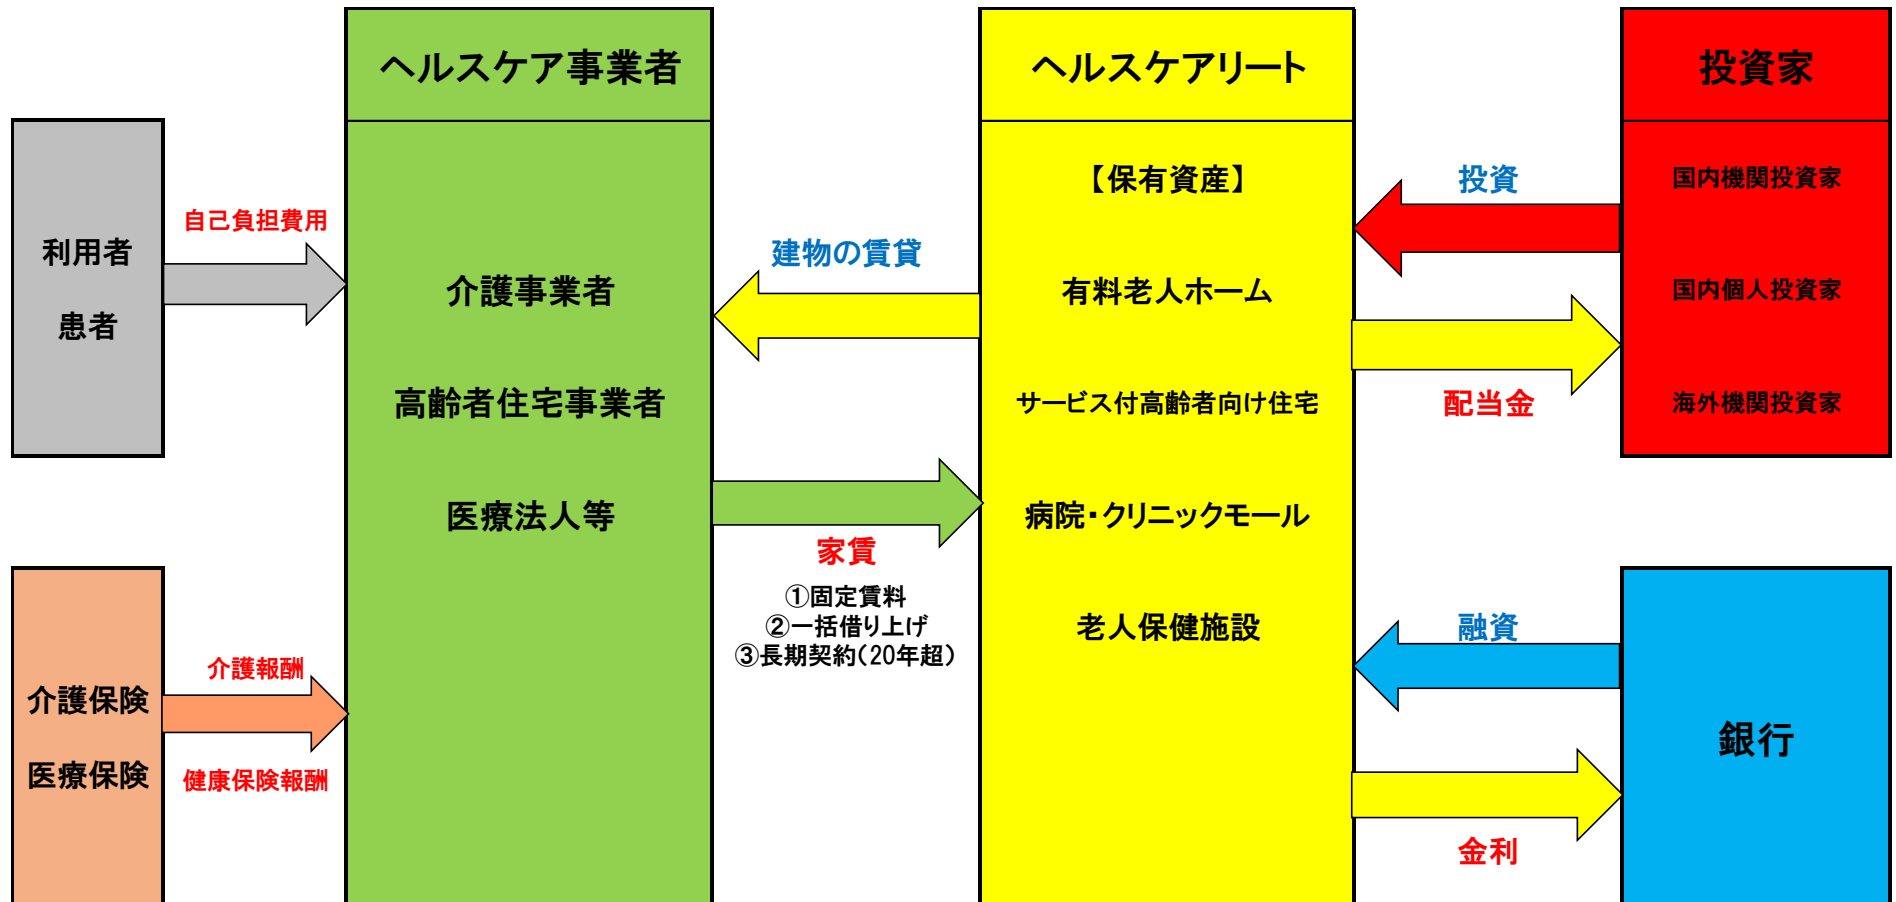 ヘルスケア事業者
ヘルスケアリート
投資家
利用者
患者
自己負担費用
介護事業者
高齢者住宅事業者
医療法人等
建物の賃貸
家賃
①固定賃料
②一括借り上げ
③長期契約（20年超）
【保有資産】
有料老人ホーム
サービス付高齢者向け住宅
病院・クリニックモール
老人保健施設
投資
配当金
国内機関投資家
国内個人投資家
海外機関投資家
介護保険
医療保険
介護報酬
健康保険報酬
融資
金利
銀行